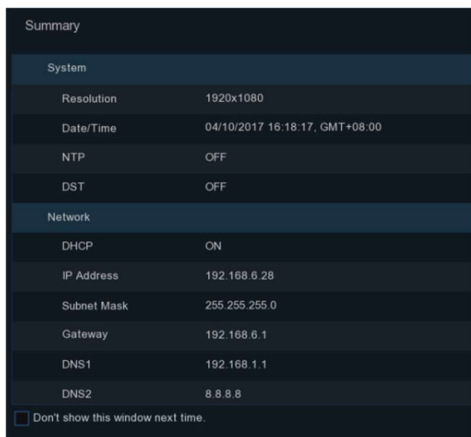 Summary
System
Resolution 1920x1080
Date/Time 04/10/2017 16:18:17, GMT+08:00
NTP OFF
DST OFF
Network
DHCP ON
IP Address 192.168.6.28
Subnet Mask 255.255.255.0
Gateway 192.168.6.1
DNS1 192.168.1.1
DNS2 8.8.8.8
Don't show this window next time.